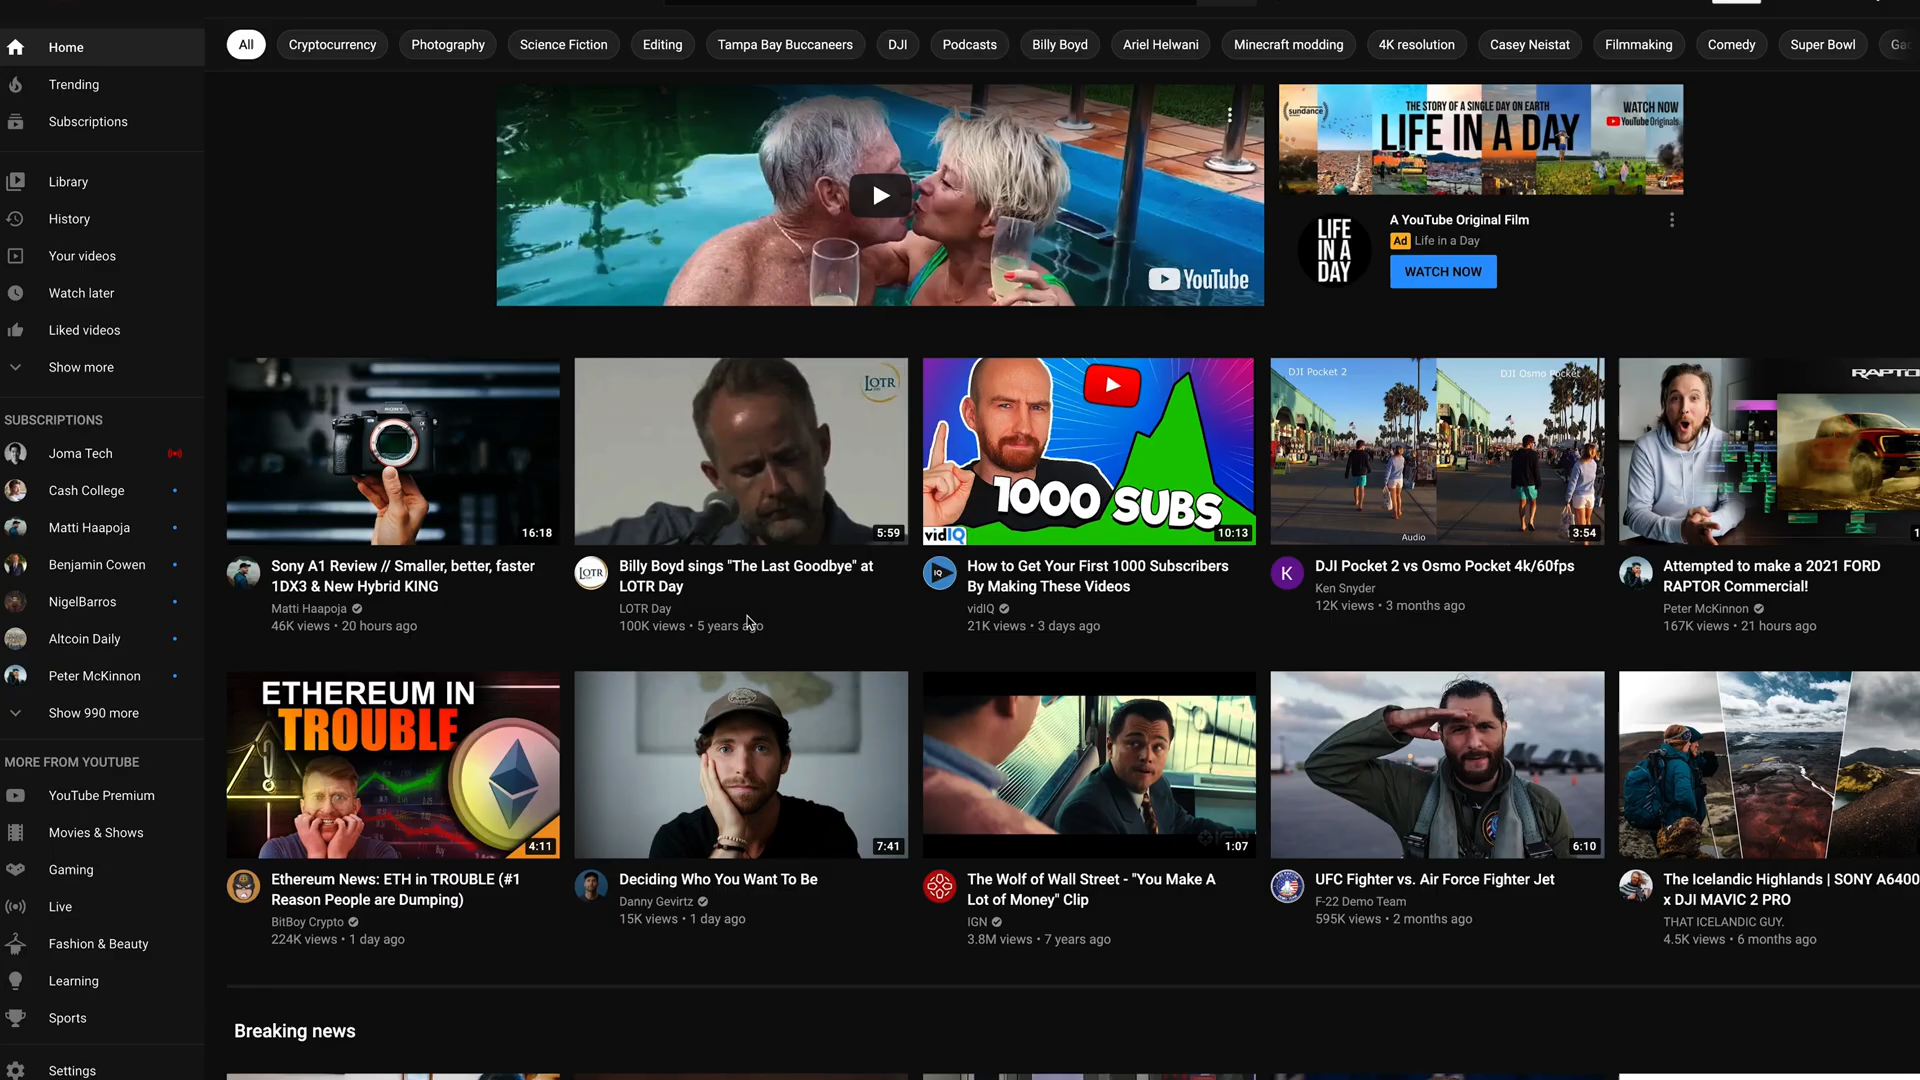 Home
Trending
Subscriptions
Library
History
Your videos
Watch later
Liked videos
Show more
SUBSCRIPTIONS
Joma Tech
Cash College
Matti Haapoja
Benjamin Cowen
NigelBarros
Altcoin Daily
Peter McKinnon
Show 990 more
MORE FROM YOUTUBE
YouTube Premium
Movies & Shows
Gaming
Live
Fashion & Beauty
Learning
Sports
Settings
All
Cryptocurrency
Photography
Science Fiction
Editing
Tampa Bay Buccaneers
DJI
Podcasts
Billy Boyd
Ariel Helwani
Minecraft modding
4K resolution
Casey Neistat
Filmmaking
Comedy
Super Bowl
YouTube
sundance
THE STORY OF A SINGLE DAY ON EARTH
LIFE IN A DAY
WATCH NOW
YouTube Originals
LIFE
IN A
DAY
A YouTube Original Film
Ad Life in a Day
WATCH NOW
SONY
16:18
Sony A1 Review // Smaller, better, faster
1DX3 & New Hybrid KING
Matti Haapoja
46K views • 20 hours ago
LOTR
5:59
LOTR
Billy Boyd sings "The Last Goodbye" at
LOTR Day
LOTR Day
100K views • 5 years ago
1000 SUBS
vidIQ
10:13
IQ
How to Get Your First 1000 Subscribers
By Making These Videos
vidIQ
21K views • 3 days ago
DJI Pocket 2
DJI Osmo Pocket
Audio
3:54
K
DJI Pocket 2 vs Osmo Pocket 4k/60fps
Ken Snyder
12K views • 3 months ago
RAPTO
Attempted to make a 2021 FORD
RAPTOR Commercial!
Peter McKinnon
167K views • 21 hours ago
ETHEREUM IN
TROUBLE
4:11
Ethereum News: ETH in TROUBLE (#1
Reason People are Dumping)
BitBoy Crypto
224K views • 1 day ago
7:41
Deciding Who You Want To Be
Danny Gevirtz
15K views • 1 day ago
IGN
1:07
The Wolf of Wall Street - "You Make A
Lot of Money" Clip
IGN
3.8M views • 7 years ago
6:10
UFC Fighter vs. Air Force Fighter Jet
F-22 Demo Team
595K views • 2 months ago
The Icelandic Highlands | SONY A6400
x DJI MAVIC 2 PRO
THAT ICELANDIC GUY.
4.5K views • 6 months ago
Breaking news